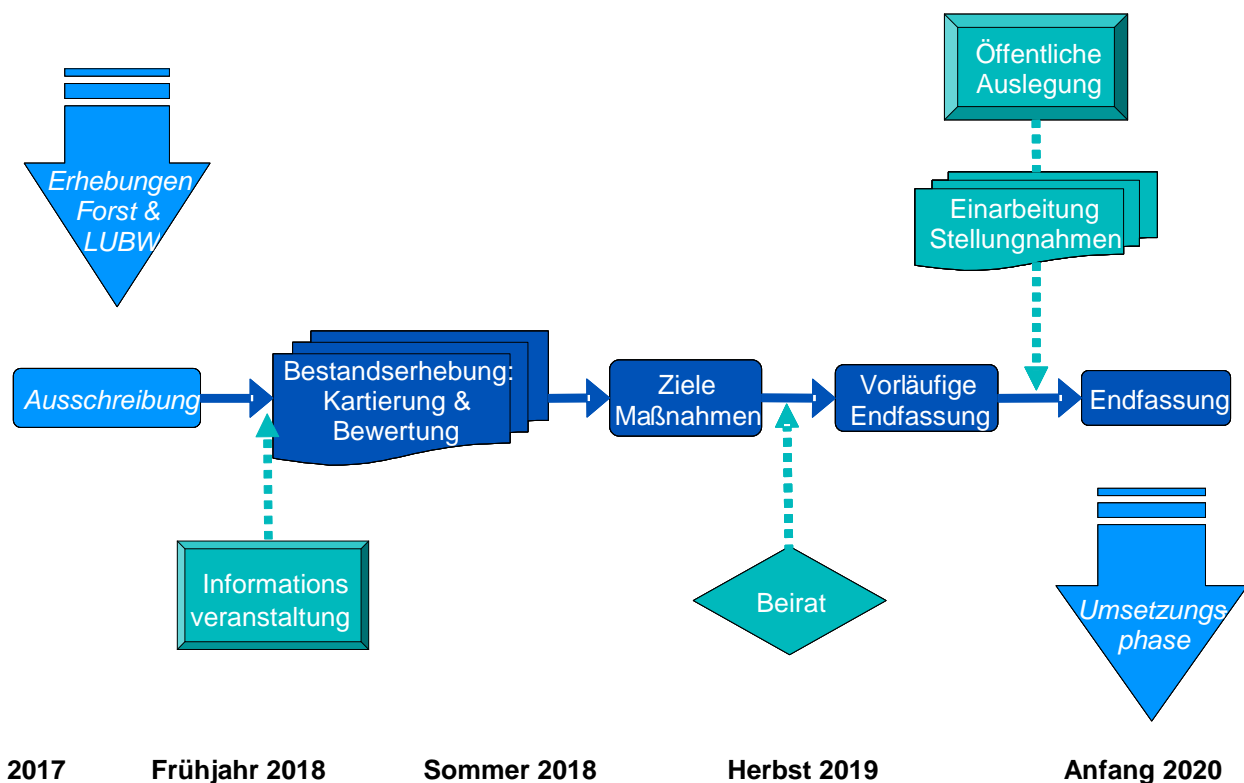 Öffentliche
Auslegung
Erhebungen
Forst &
LUBW
Einarbeitung
Stellungnahmen
Ausschreibung
Bestandserhebung:
Kartierung &
Bewertung
Ziele
Maßnahmen
Vorläufige
Endfassung
Endfassung
Informations
veranstaltung
Beirat
Umsetzungs-
phase
2017 Frühjahr 2018 Sommer 2018 Herbst 2019 Anfang 2020